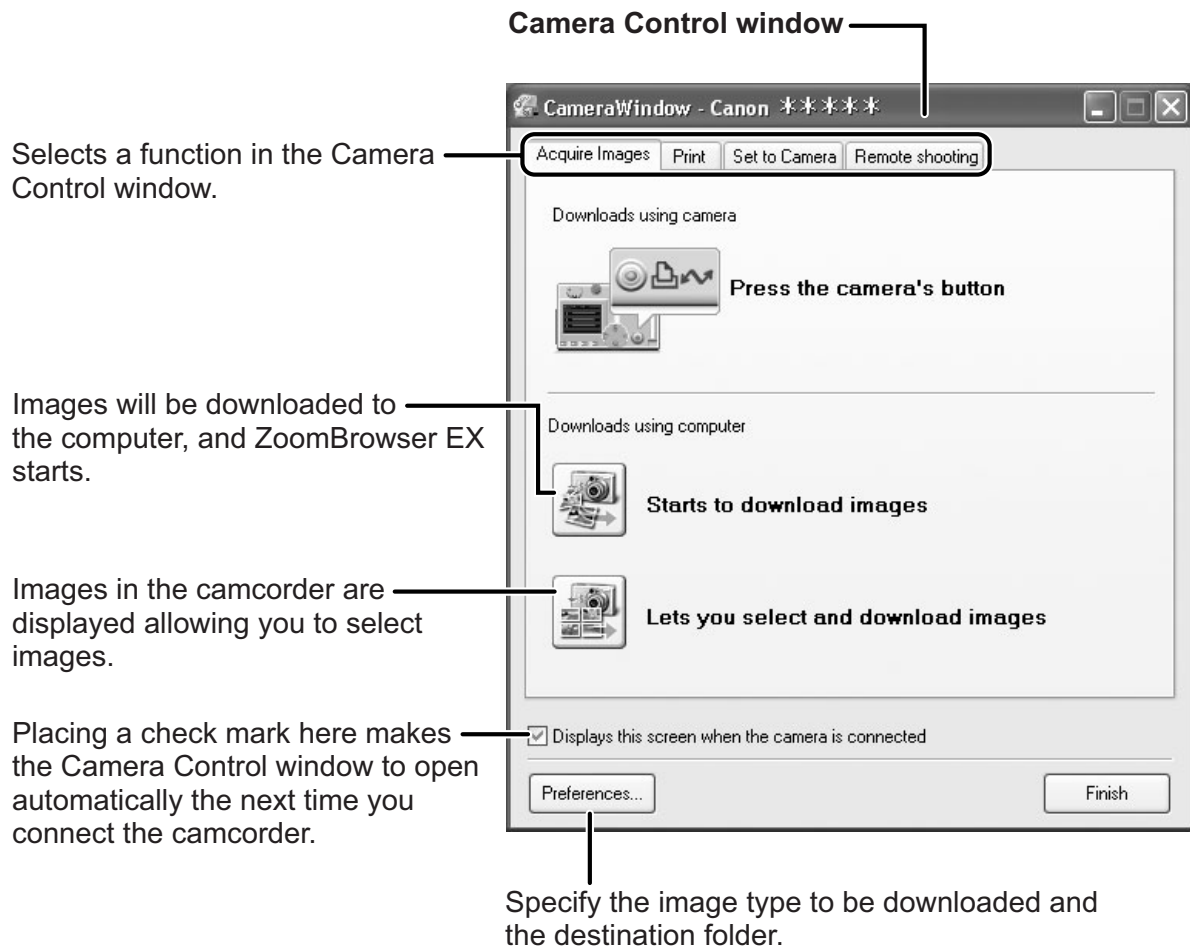 Camera Control window
CameraWindow - Canon *****
Selects a function in the Camera
Control window.
Acquire Images Print Set to Camera Remote shooting
Downloads using camera
Press the camera's button
Images will be downloaded to
the computer, and ZoomBrowser EX
starts.
Downloads using computer
Starts to download images
Images in the camcorder are
displayed allowing you to select
images.
Lets you select and download images
Placing a check mark here makes
the Camera Control window to open
automatically the next time you
connect the camcorder.
Displays this screen when the camera is connected
Preferences... Finish
Specify the image type to be downloaded and
the destination folder.